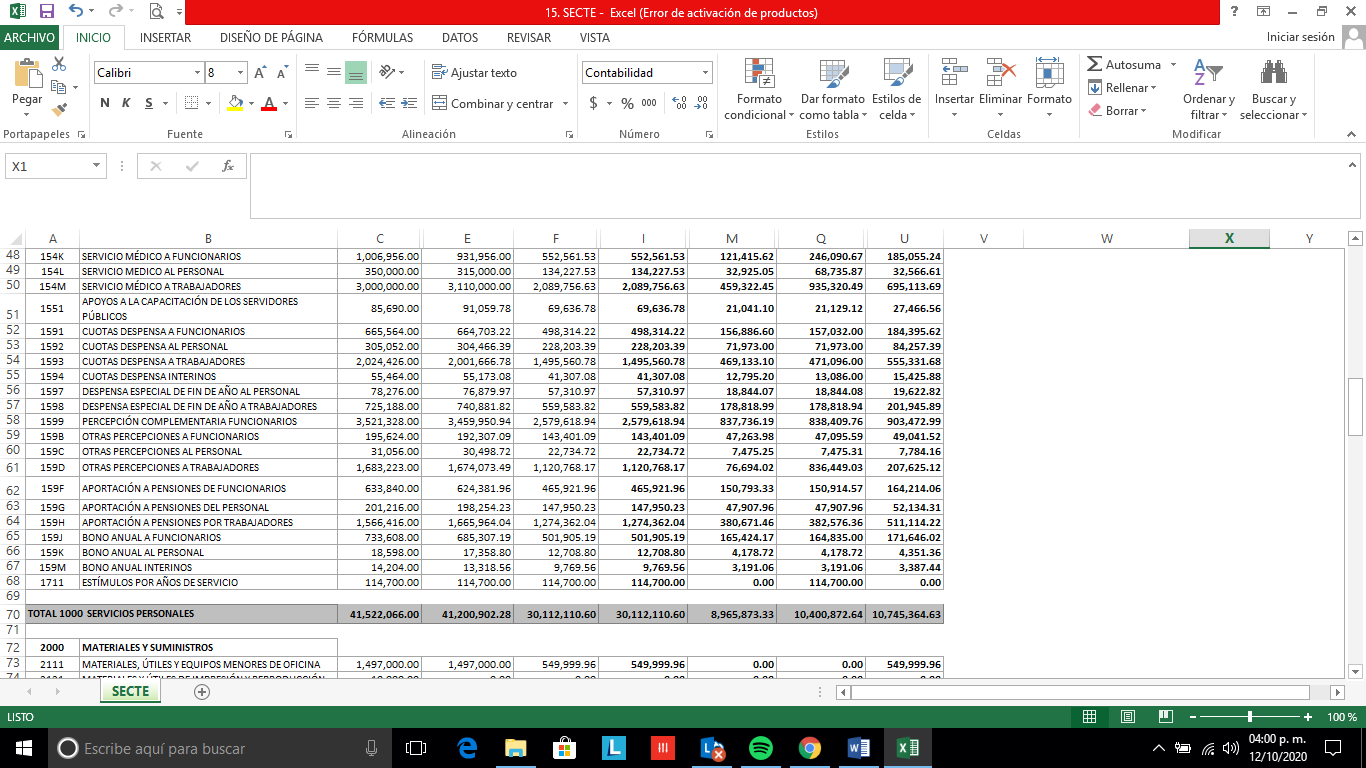 15. SECTE - Excel (Error de activación de productos)
ARCHIVO INICIO INSERTAR DISEÑO DE PÁGINA FÓRMULAS DATOS REVISAR VISTA Iniciar sesión
Pegar
Calibri 8
N K S
Ajustar texto
Combinar y centrar
Contabilidad
$ % 000
Formato condicional
Dar formato como tabla
Estilos de celda
Insertar Eliminar Formato
Autosuma
Rellenar
Borrar
Ordenar y filtrar
Buscar y seleccionar
Portapapeles Fuente Alineación Número Estilos Celdas Modificar
X1 fx
A B C E F I M Q U V W X Y
48 154K SERVICIO MÉDICO A FUNCIONARIOS 1,006,956.00 931,956.00 552,561.53 552,561.53 121,415.62 246,090.67 185,055.24
49 154L SERVICIO MÉDICO AL PERSONAL 350,000.00 315,000.00 134,227.53 134,227.53 32,925.05 68,735.87 32,566.61
50 154M SERVICIO MÉDICO A TRABAJADORES 3,000,000.00 3,110,000.00 2,089,756.63 2,089,756.63 459,322.45 935,320.49 695,113.69
51 1551 APOYOS A LA CAPACITACIÓN DE LOS SERVIDORES PÚBLICOS 85,690.00 91,059.78 69,636.78 69,636.78 21,041.10 21,129.12 27,466.56
52 1591 CUOTAS DESPENSA A FUNCIONARIOS 665,564.00 664,703.22 498,314.22 498,314.22 156,886.60 157,032.00 184,395.62
53 1592 CUOTAS DESPENSA AL PERSONAL 305,052.00 304,466.39 228,203.39 228,203.39 71,973.00 71,973.00 84,257.39
54 1593 CUOTAS DESPENSA A TRABAJADORES 2,024,426.00 2,001,666.78 1,495,560.78 1,495,560.78 469,133.10 471,096.00 555,331.68
55 1594 CUOTAS DESPENSA INTERINOS 55,464.00 55,173.08 41,307.08 41,307.08 12,795.20 13,086.00 15,425.88
56 1597 DESPENSA ESPECIAL DE FIN DE AÑO AL PERSONAL 78,276.00 76,879.97 57,310.97 57,310.97 18,844.07 18,844.08 19,622.82
57 1598 DESPENSA ESPECIAL DE FIN DE AÑO A TRABAJADORES 725,188.00 740,881.82 559,583.82 559,583.82 178,818.99 178,818.94 201,945.89
58 1599 PERCEPCIÓN COMPLEMENTARIA FUNCIONARIOS 3,521,328.00 3,459,950.94 2,579,618.94 2,579,618.94 837,736.19 838,409.76 903,472.99
59 159B OTRAS PERCEPCIONES A FUNCIONARIOS 195,624.00 192,307.09 143,401.09 143,401.09 47,263.98 47,095.59 49,041.52
60 159C OTRAS PERCEPCIONES AL PERSONAL 31,056.00 30,498.72 22,734.72 22,734.72 7,475.25 7,475.31 7,784.16
61 159D OTRAS PERCEPCIONES A TRABAJADORES 1,683,223.00 1,674,073.49 1,120,768.17 1,120,768.17 76,694.02 836,449.03 207,625.12
62 159F APORTACIÓN A PENSIONES DE FUNCIONARIOS 633,840.00 624,381.96 465,921.96 465,921.96 150,793.33 150,914.57 164,214.06
63 159G APORTACIÓN A PENSIONES DEL PERSONAL 201,216.00 198,254.23 147,950.23 147,950.23 47,907.96 47,907.96 52,134.31
64 159H APORTACIÓN A PENSIONES POR TRABAJADORES 1,566,416.00 1,665,964.04 1,274,362.04 1,274,362.04 380,671.46 382,576.36 511,114.22
65 159J BONO ANUAL A FUNCIONARIOS 733,608.00 685,307.19 501,905.19 501,905.19 165,424.17 164,835.00 171,646.02
66 159K BONO ANUAL AL PERSONAL 18,598.00 17,358.80 12,708.80 12,708.80 4,178.72 4,178.72 4,351.36
67 159M BONO ANUAL INTERINOS 14,204.00 13,318.56 9,769.56 9,769.56 3,191.06 3,191.06 3,387.44
68 1711 ESTÍMULOS POR AÑOS DE SERVICIO 114,700.00 114,700.00 114,700.00 114,700.00 0.00 114,700.00 0.00
69
70 TOTAL 1000 SERVICIOS PERSONALES 41,522,066.00 41,200,902.28 30,112,110.60 30,112,110.60 8,965,873.33 10,400,872.64 10,745,364.63
71
72 2000 MATERIALES Y SUMINISTROS
73 2111 MATERIALES, ÚTILES Y EQUIPOS MENORES DE OFICINA 1,497,000.00 1,497,000.00 549,999.96 549,999.96 0.00 0.00 549,999.96
SECTE
LISTO 100 %
Escribe aquí para buscar
04:00 p. m.
12/10/2020